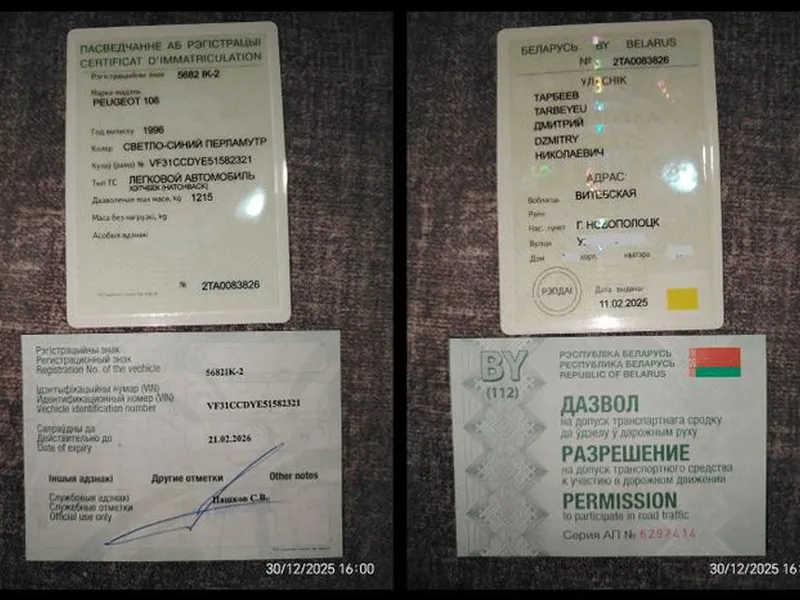 ПАСВЕДЧАННЕ АБ РЭГІСТРАЦЫІ
CERTIFICAT D'IMMATRICULATION
Рэгістрацыйны знак 5682 IK-2
Марка-мадэль
PEUGEOT 106
Год выпуску 1996
Колер СВЕТЛО-СИНИЙ ПЕРЛАМУТР
Кузаў (рама) № VF31CCDYE51582321
Тып ТС ЛЕГКОВОЙ АВТОМОБИЛЬ
ХЭТЧБЕК (HATCHBACK)
Дазволеная max маса, kg 1215
Маса без нагрузкі, kg
Асобыя адзнакі
№ 2TA0083826
Рэгістрацыйны знак
Регистрационный знак
Registration No. of the vechicle 5682IK-2
Ідэнтыфікацыйны нумар (VIN)
Идентификационный номер (VIN)
Vechicle identification number VF31CCDYE51582321
Сапраўдны да
Действительно до
Date of expiry 21.02.2026
Іншыя адзнакі Другие отметки Other notes
Службовыя адзнакі
Служебные отметки
Official use only
Пашков С.В.
30/12/2025 16:00
БЕЛАРУСЬ BY BELARUS
№ 2TA0083826
УЛАСНІК
ТАРБЕЕВ
TARBEYEU
ДМИТРИЙ
DZMITRY
НИКОЛАЕВИЧ
АДРАС:
Вобласць ВИТЕБСКАЯ
Раён
Нас. пункт Г. НОВОПОЛОЦК
Вуліца У
Дом корп. кватэра
РЭПДАІ
Дата выдачы
11.02.2025
BY
(112)
РЭСПУБЛІКА БЕЛАРУСЬ
РЕСПУБЛИКА БЕЛАРУСЬ
REPUBLIC OF BELARUS
ДАЗВОЛ
на допуск транспартнага сродку
да ўдзелу ў дарожным руху
РАЗРЕШЕНИЕ
на допуск транспортного средства
к участию в дорожном движении
PERMISSION
to participate in road traffic
Серия АП № 6297414
30/12/2025 16: